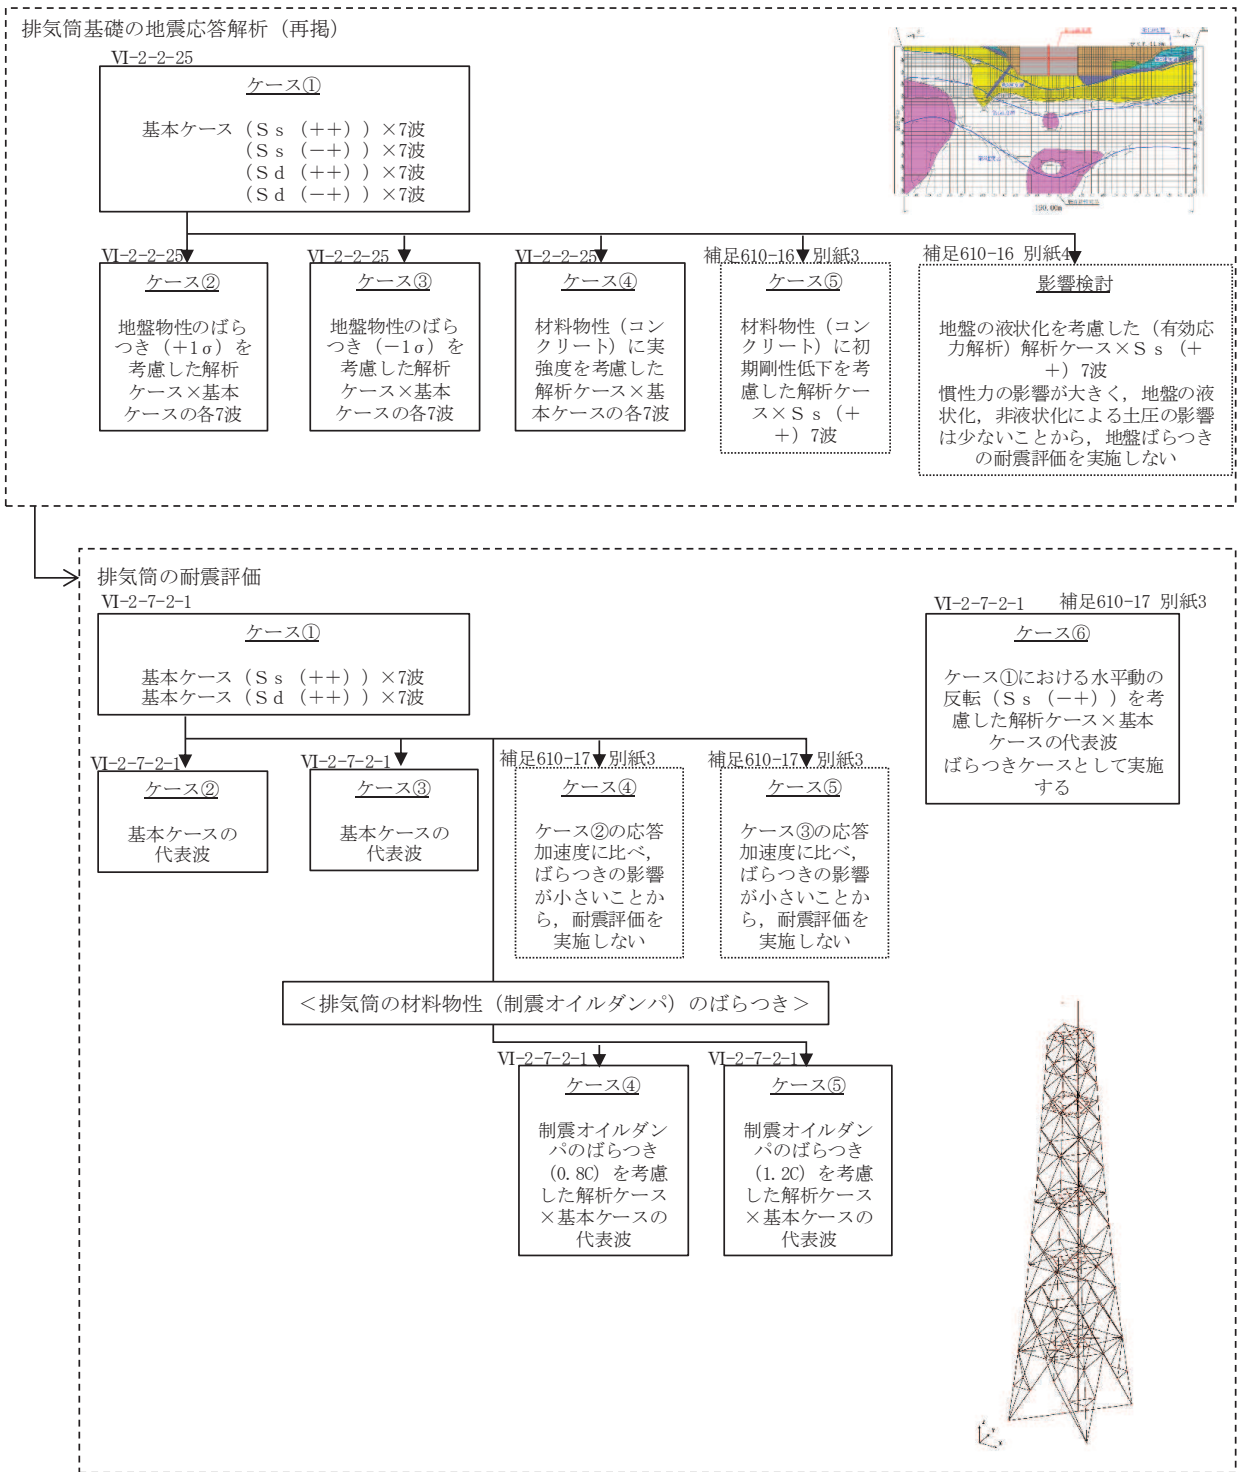 排気筒基礎の地震応答解析（再掲）
Ⅵ-2-2-25
ケース①
基本ケース（Ｓｓ（++））×7波
（Ｓｓ（-+））×7波
（Ｓｄ（++））×7波
（Ｓｄ（-+））×7波
190.00m
Ⅵ-2-2-25
ケース②
地盤物性のばら
つき（+1σ）を
考慮した解析
ケース×基本
ケースの各7波
Ⅵ-2-2-25
ケース③
地盤物性のばら
つき（-1σ）を
考慮した解析
ケース×基本
ケースの各7波
Ⅵ-2-2-25
ケース④
材料物性（コン
クリート）に実
強度を考慮した
解析ケース×基
本ケースの各7波
補足610-16 別紙3
ケース⑤
材料物性（コン
クリート）に初
期剛性低下を考
慮した解析ケー
ス×Ｓｓ（+
+）7波
補足610-16 別紙4
影響検討
地盤の液状化を考慮した（有効応
力解析）解析ケース×Ｓｓ（+
+）7波
慣性力の影響が大きく，地盤の液
状化，非液状化による土圧の影響
は少ないことから，地盤ばらつき
の耐震評価を実施しない
排気筒の耐震評価
Ⅵ-2-7-2-1
ケース①
基本ケース（Ｓｓ（++））×7波
基本ケース（Ｓｄ（++））×7波
Ⅵ-2-7-2-1 補足610-17 別紙3
ケース⑥
ケース①における水平動の
反転（Ｓｓ（-+））を考
慮した解析ケース×基本
ケースの代表波
ばらつきケースとして実施
する
Ⅵ-2-7-2-1
ケース②
基本ケースの
代表波
Ⅵ-2-7-2-1
ケース③
基本ケースの
代表波
補足610-17 別紙3
ケース④
ケース②の応答
加速度に比べ，
ばらつきの影響
が小さいことか
ら，耐震評価を
実施しない
補足610-17 別紙3
ケース⑤
ケース③の応答
加速度に比べ，
ばらつきの影響
が小さいことか
ら，耐震評価を
実施しない
＜排気筒の材料物性（制震オイルダンパ）のばらつき＞
Ⅵ-2-7-2-1
ケース④
制震オイルダン
パのばらつき
（0.8C）を考慮
した解析ケース
×基本ケースの
代表波
Ⅵ-2-7-2-1
ケース⑤
制震オイルダン
パのばらつき
（1.2C）を考慮
した解析ケース
×基本ケースの
代表波